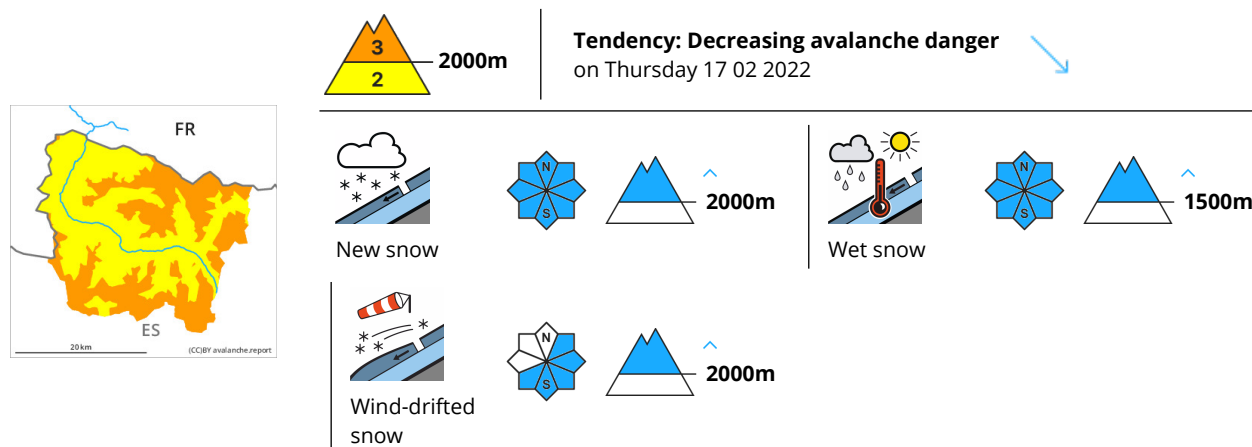 3
2
2000m
Tendency: Decreasing avalanche danger
on Thursday 17 02 2022
FR
ES
20 km
(CC)BY avalanche.report
N
S
2000m
New snow
N
S
1500m
Wet snow
N
S
2000m
Wind-drifted
snow